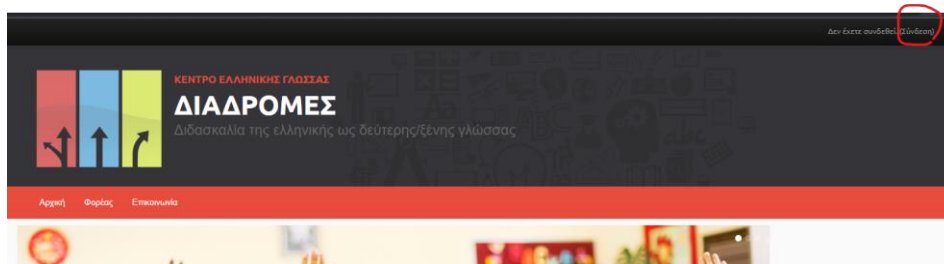 Δεν έχετε συνδεθεί. (Σύνδεση)
ΚΕΝΤΡΟ ΕΛΛΗΝΙΚΗΣ ΓΛΩΣΣΑΣ
ΔΙΑΔΡΟΜΕΣ
Διδασκαλία της ελληνικής ως δεύτερης/ξένης γλώσσας
Αρχική Φορέας Επικοινωνία